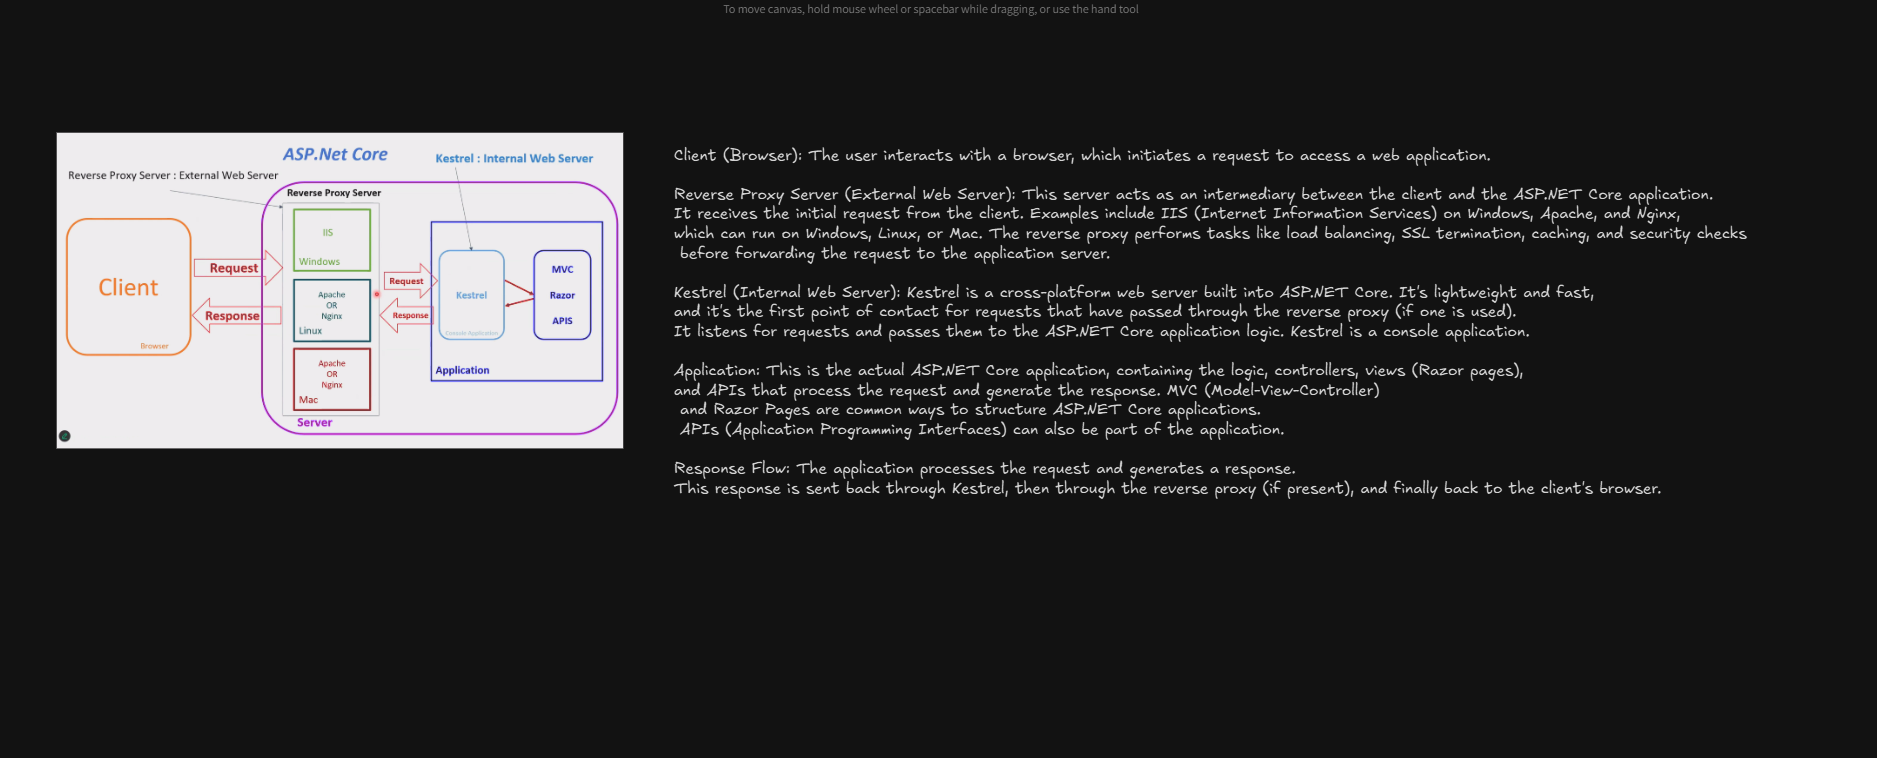 To move canvas, hold mouse wheel or spacebar while dragging, or use the hand tool
ASP.Net Core
Kestrel : Internal Web Server
Reverse Proxy Server : External Web Server
Reverse Proxy Server
IIS
Windows
Client
Browser
Request
Response
Apache
OR
Nginx
Linux
Apache
OR
Nginx
Mac
Server
Request
Response
Kestrel
Console Application
MVC
Razor
APIS
Application
Client (Browser): The user interacts with a browser, which initiates a request to access a web application.
Reverse Proxy Server (External Web Server): This server acts as an intermediary between the client and the ASP.NET Core application.
It receives the initial request from the client. Examples include IIS (Internet Information Services) on Windows, Apache, and Nginx,
which can run on Windows, Linux, or Mac. The reverse proxy performs tasks like load balancing, SSL termination, caching, and security checks
before forwarding the request to the application server.
Kestrel (Internal Web Server): Kestrel is a cross-platform web server built into ASP.NET Core. It's lightweight and fast,
and it's the first point of contact for requests that have passed through the reverse proxy (if one is used).
It listens for requests and passes them to the ASP.NET Core application logic. Kestrel is a console application.
Application: This is the actual ASP.NET Core application, containing the logic, controllers, views (Razor pages),
and APIs that process the request and generate the response. MVC (Model-View-Controller)
and Razor Pages are common ways to structure ASP.NET Core applications.
APIs (Application Programming Interfaces) can also be part of the application.
Response Flow: The application processes the request and generates a response.
This response is sent back through Kestrel, then through the reverse proxy (if present), and finally back to the client's browser.